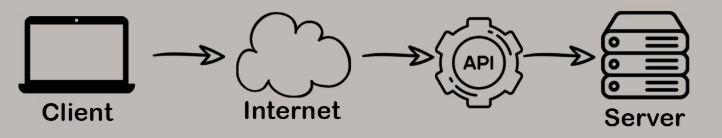 Client
Internet
API
Server